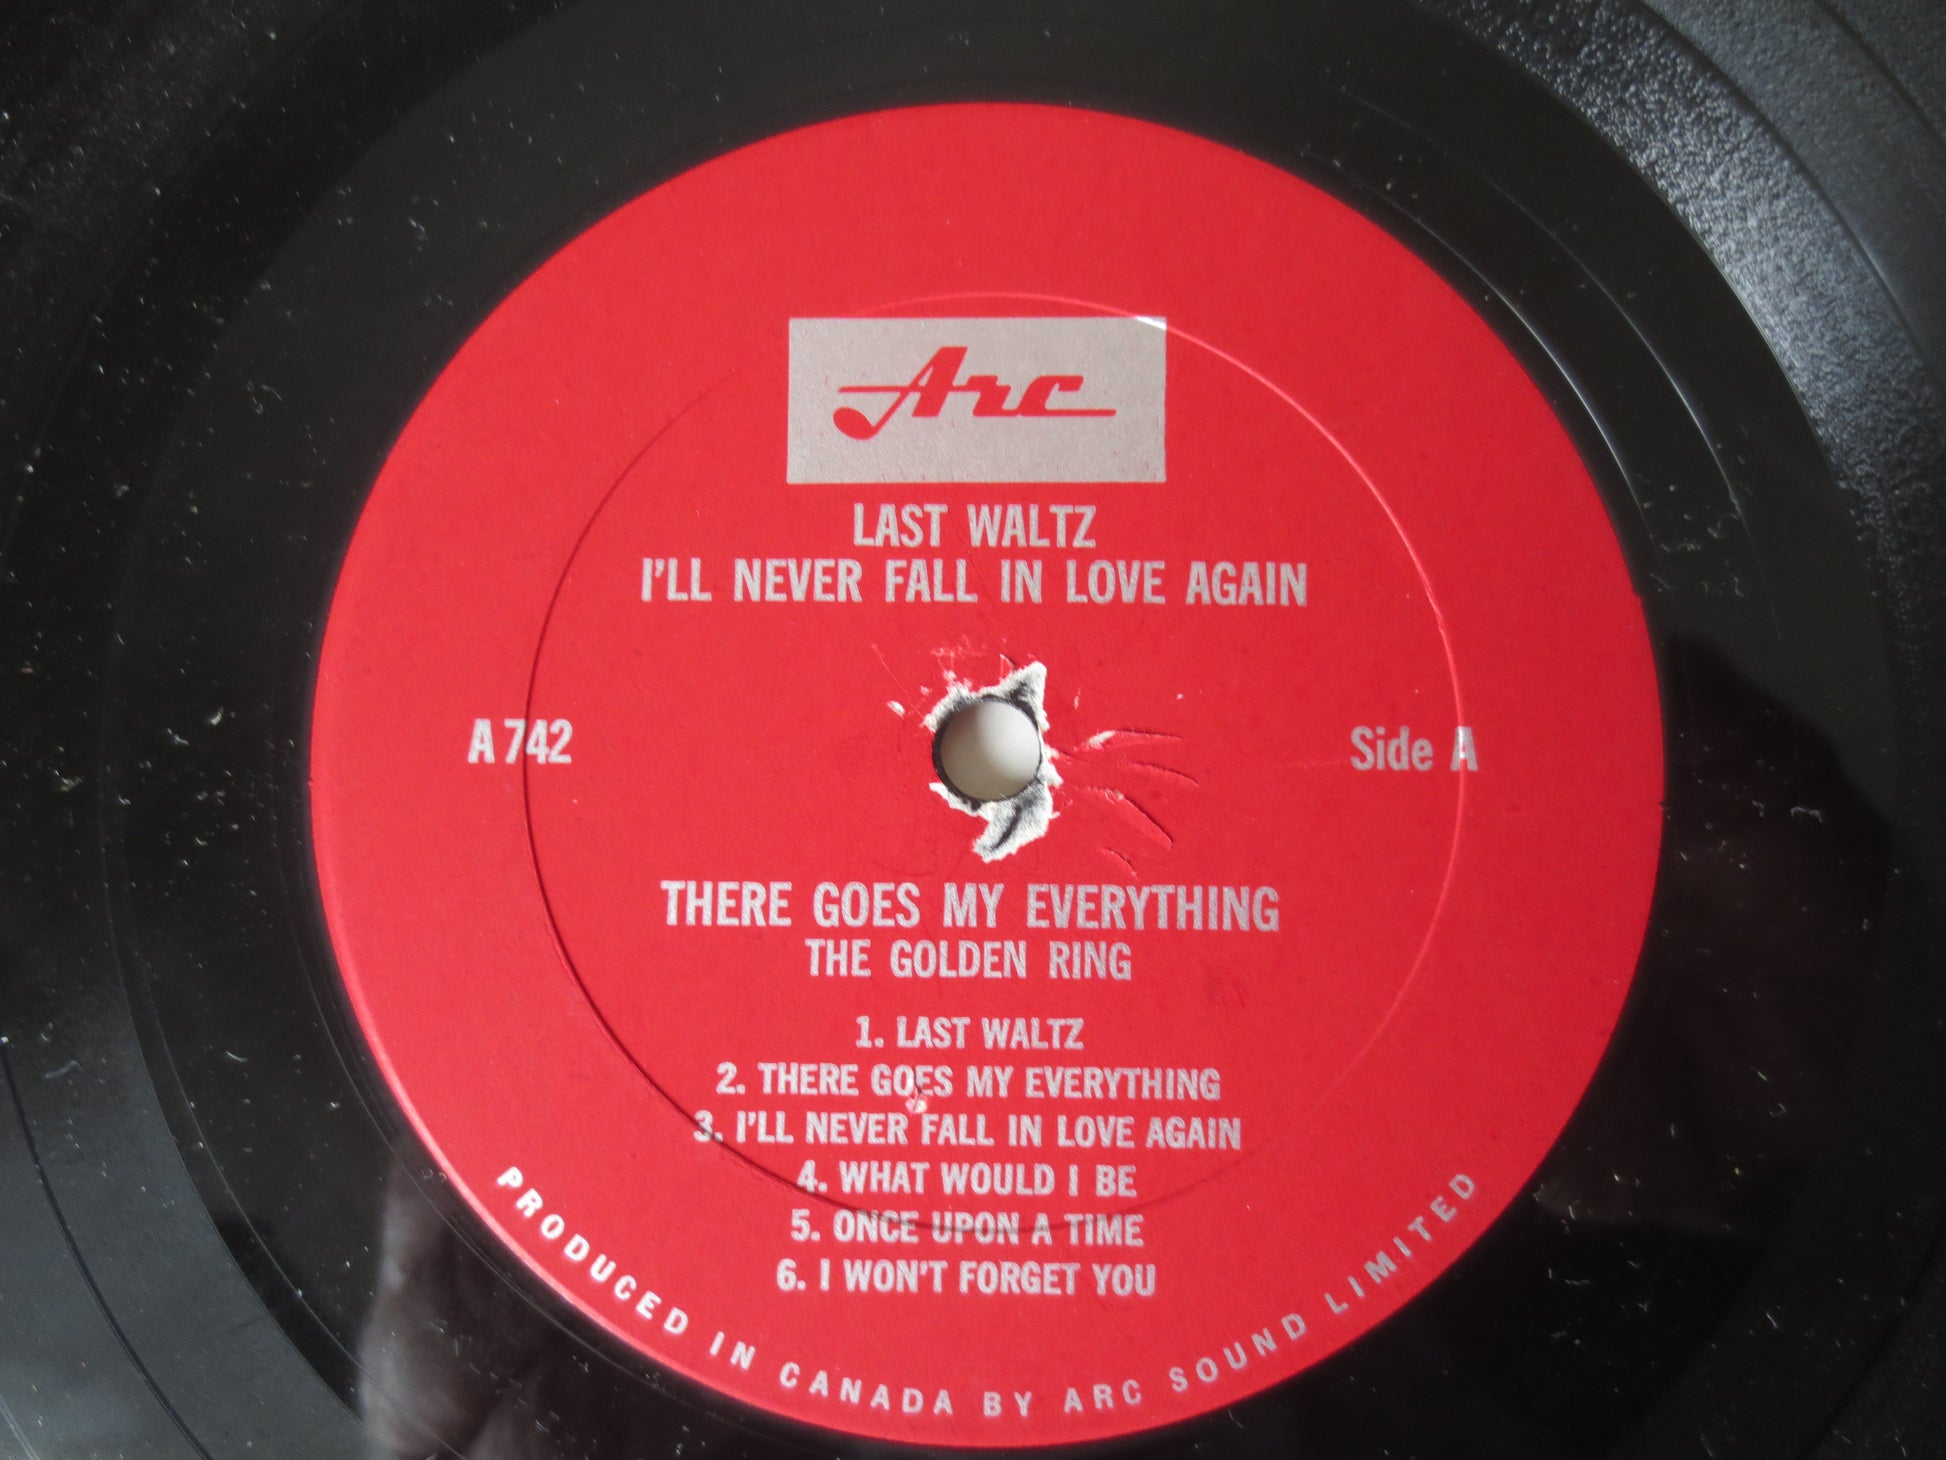 Arc
LAST WALTZ
I'LL NEVER FALL IN LOVE AGAIN
A 742
Side A
THERE GOES MY EVERYTHING
THE GOLDEN RING
1. LAST WALTZ
2. THERE GOES MY EVERYTHING
3. I'LL NEVER FALL IN LOVE AGAIN
4. WHAT WOULD I BE
5. ONCE UPON A TIME
6. I WON'T FORGET YOU
PRODUCED IN CANADA BY ARC SOUND LIMITED